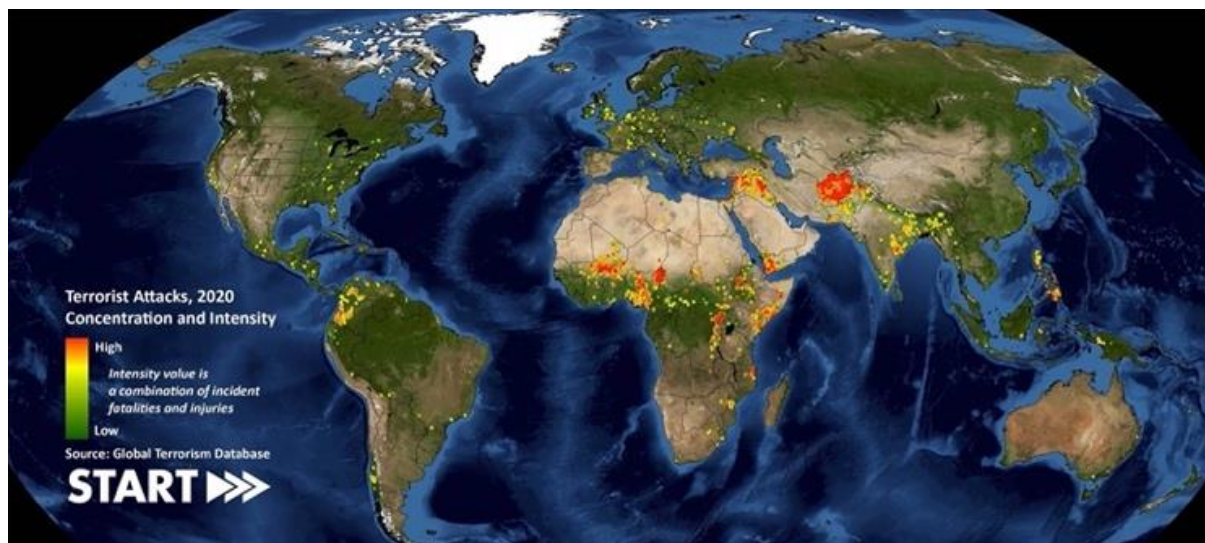 Terrorist Attacks, 2020
Concentration and Intensity
High
Intensity value is
a combination of incident
fatalities and injuries
Low
Source: Global Terrorism Database
START